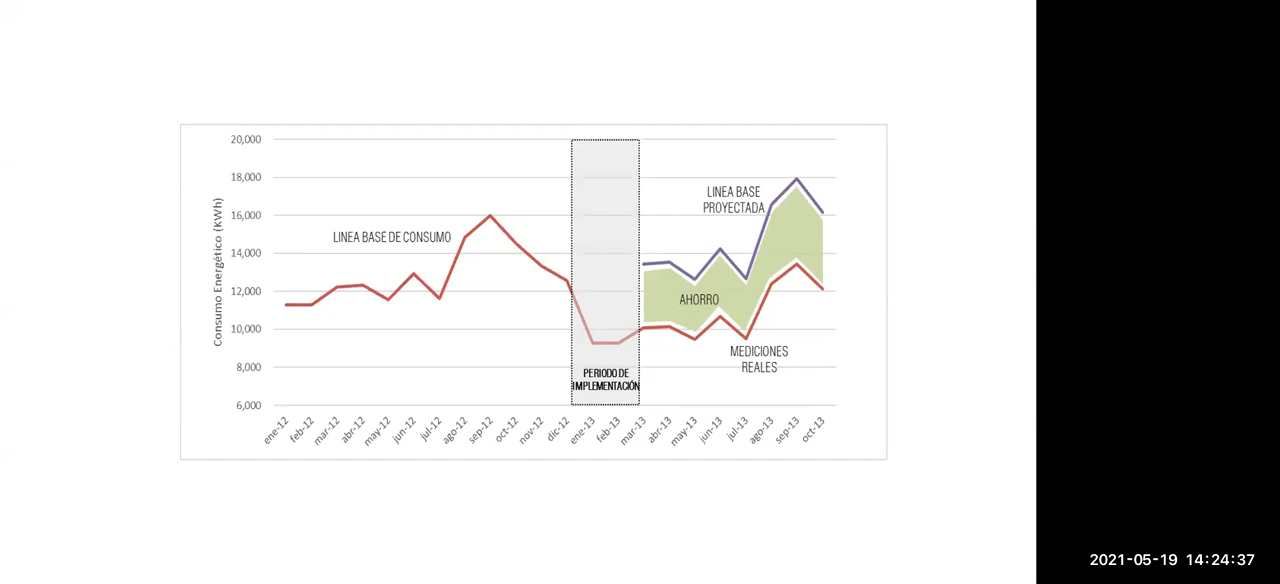 20,000
18,000
16,000
14,000
12,000
10,000
8,000
6,000
Consumo Energético (KWh)
LINEA BASE DE CONSUMO
PERIODO DE
IMPLEMENTACIÓN
LINEA BASE
PROYECTADA
AHORRO
MEDICIONES
REALES
ene-12
feb-12
mar-12
abr-12
may-12
jun-12
jul-12
ago-12
sep-12
oct-12
nov-12
dic-12
ene-13
feb-13
mar-13
abr-13
may-13
jun-13
jul-13
ago-13
sep-13
oct-13
2021-05-19 14:24:37